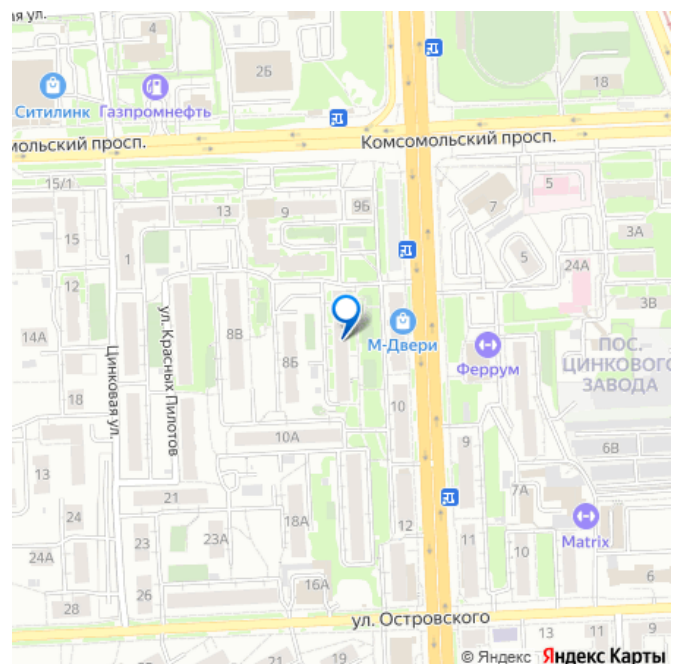 ая ул.
4
2Б
18
Ситилинк
Газпромнефть
мольский просп.
Комсомольский просп.
15/1
13
9
9Б
5
7
15
1
5
3А
24А
12
3В
14А
ул. Красных Пилотов
8В
8Б
М-Двери
Феррум
ПОС.
ЦИНКОВОГО
ЗАВОДА
Цинковая ул.
18
10
10А
9
6В
13
21
7А
24
18А
12
11
10
Matrix
23
23А
24А
26
16А
6
28
ул. Островского
13
11
9
© Яндекс Яндекс Карты